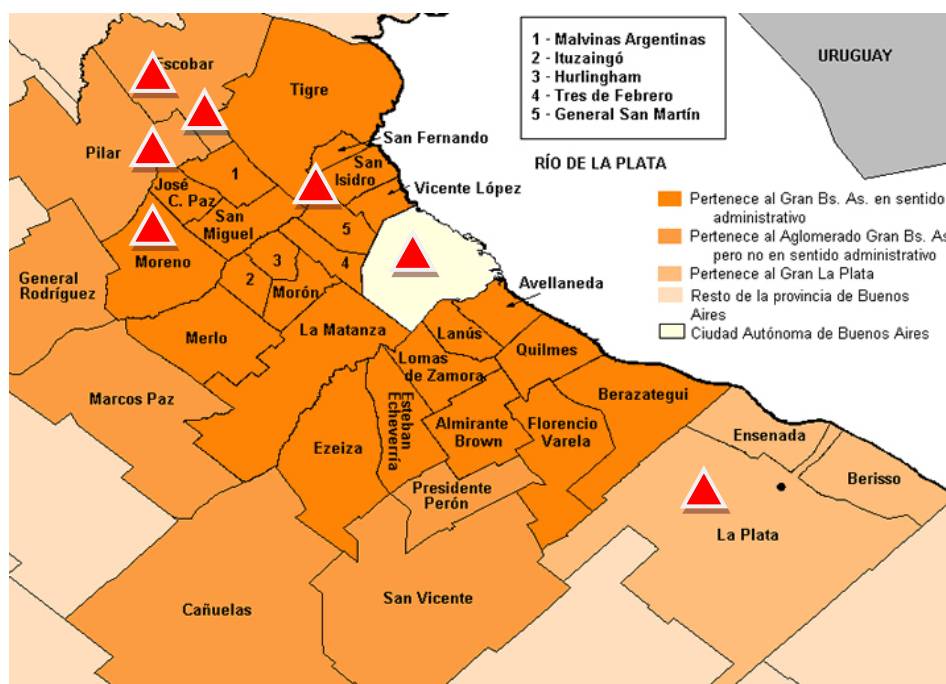 1 - Malvinas Argentinas
2 - Ituzaingó
3 - Hurlingham
4 - Tres de Febrero
5 - General San Martín
URUGUAY
RÍO DE LA PLATA
Pertenece al Gran Bs. As. en sentido
administrativo
Pertenece al Aglomerado Gran Bs. As
pero no en sentido administrativo
Pertenece al Gran La Plata
Resto de la provincia de Buenos
Aires
Ciudad Autónoma de Buenos Aires
Escobar
Tigre
San Fernando
San
Isidro
Vicente López
Pilar
1
José
C. Paz
San
Miguel
5
4
3
2
Moreno
Morón
General
Rodríguez
Merlo
La Matanza
Avellaneda
Lanús
Quilmes
Lomas
de Zamora
Marcos Paz
Esteban
Echeverría
Ezeiza
Almirante
Brown
Florencio
Varela
Berazategui
Presidente
Perón
Ensenada
Berisso
La Plata
Cañuelas
San Vicente